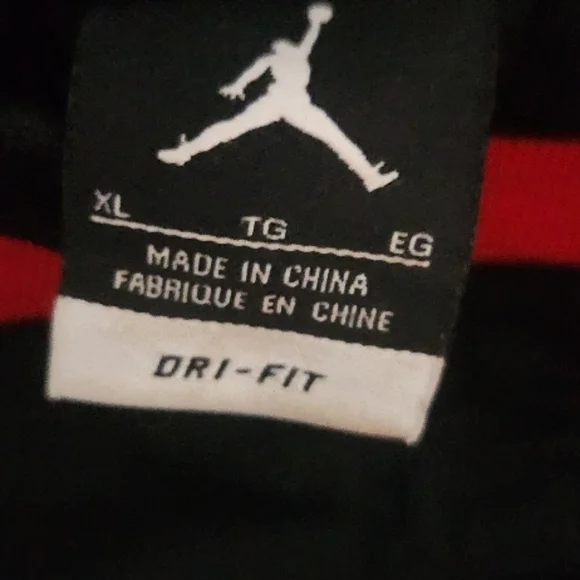 XL TG EG
MADE IN CHINA
FABRIQUE EN CHINE
DRI-FIT